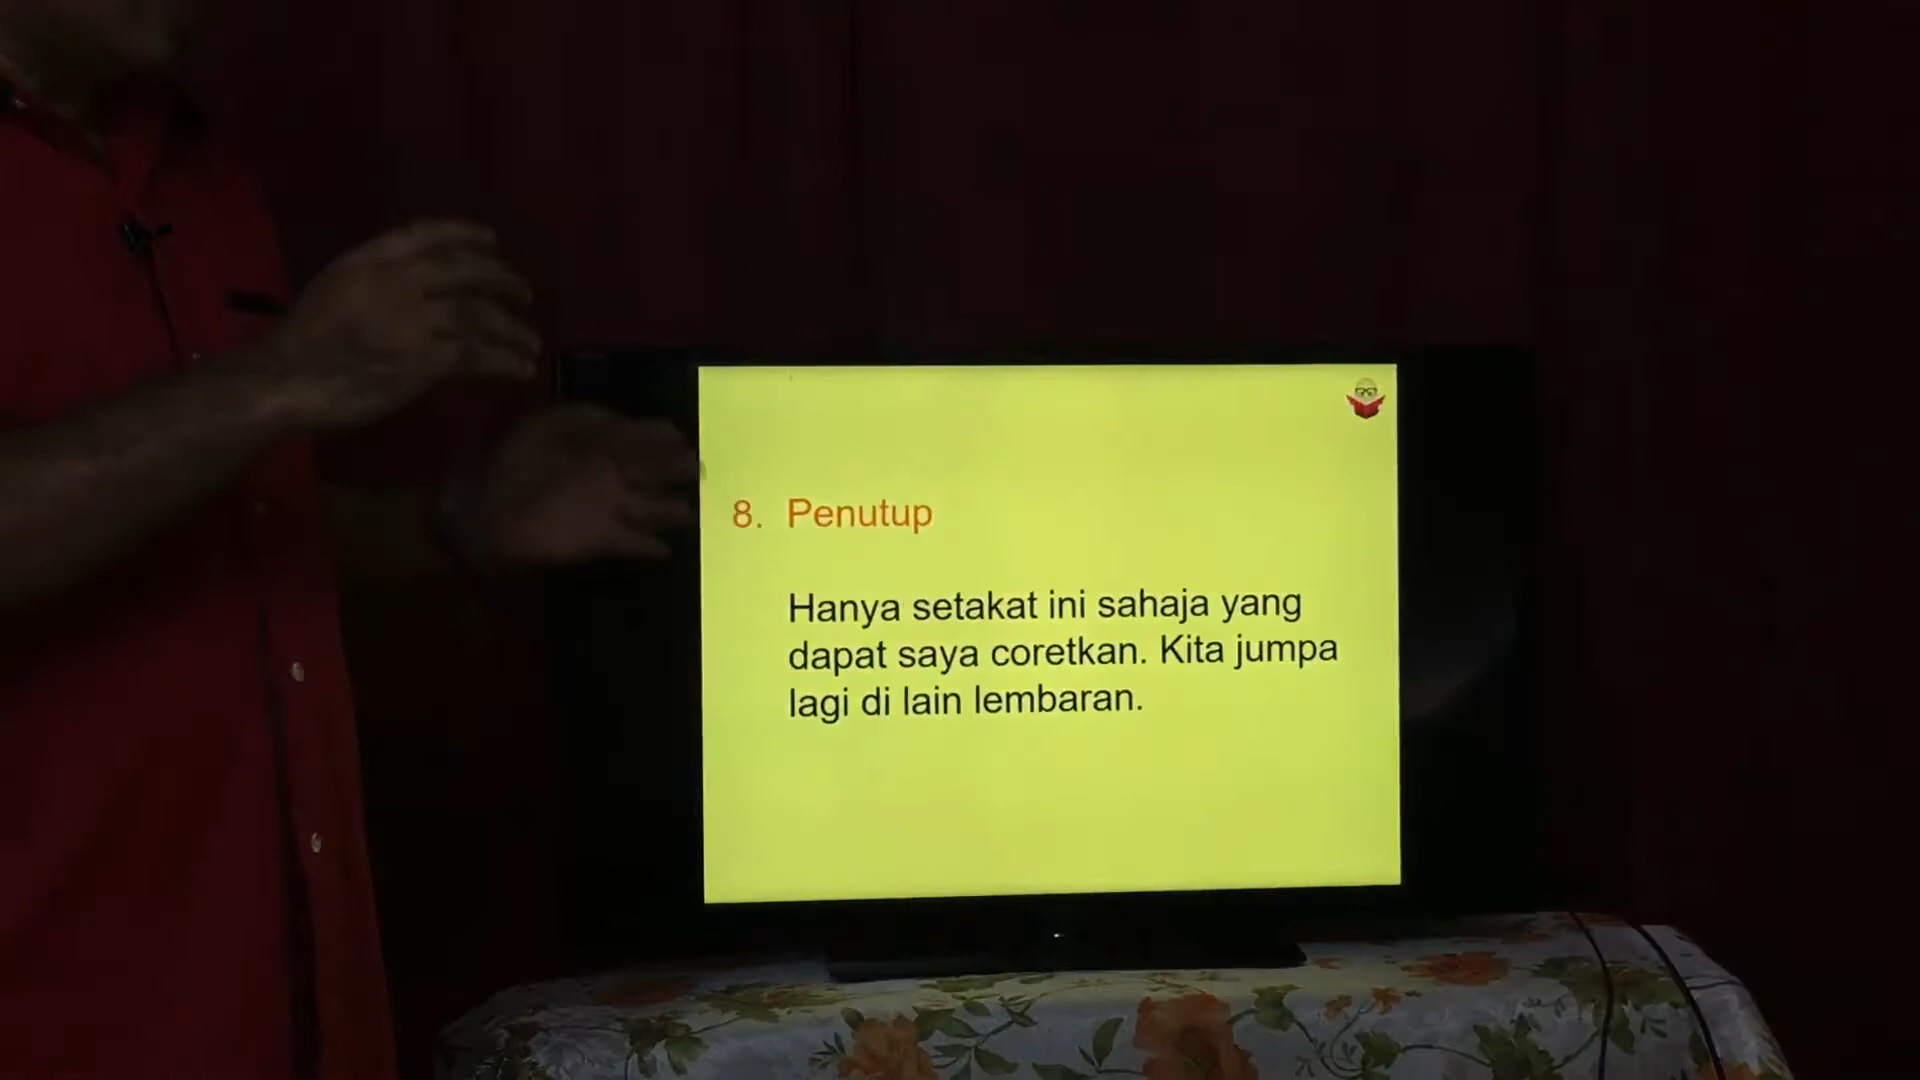 8. Penutup
Hanya setakat ini sahaja yang
dapat saya coretkan. Kita jumpa
lagi di lain lembaran.